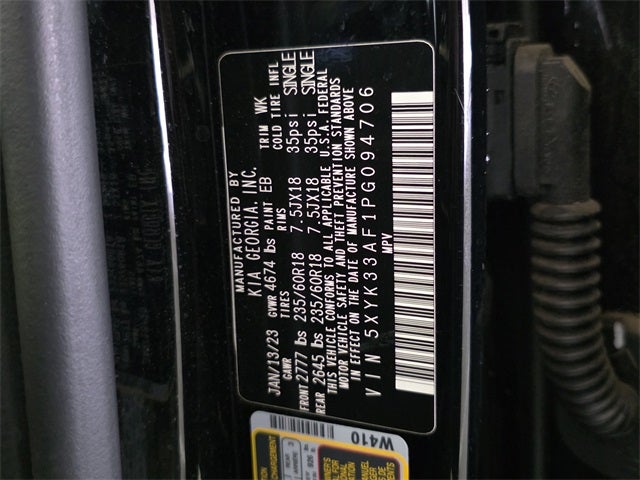 MANUFACTURED BY
KIA GEORGIA, INC.
JAN/13/23 GVWR 4674 lbs PAINT EB TRIM WK
GAWR TIRES RIMS COLD TIRE INFL
FRONT 2777 lbs 235/60R18 7.5JX18 35psi SINGLE
REAR 2645 lbs 235/60R18 7.5JX18 35psi SINGLE
THIS VEHICLE CONFORMS TO ALL APPLICABLE U.S.A. FEDERAL
MOTOR VEHICLE SAFETY AND THEFT PREVENTION STANDARDS
IN EFFECT ON THE DATE OF MANUFACTURE SHOWN ABOVE
VIN 5XYK33AF1PG094706
MPV
W410